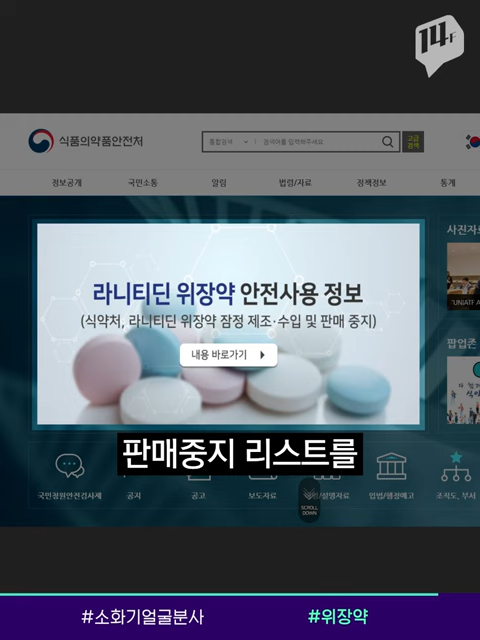 14F
식품의약품안전처
통합검색
검색어를 입력해주세요
고급
검색
정보공개
국민소통
알림
법령/자료
정책정보
통계
사진자료
라니티딘 위장약 안전사용 정보
(식약처, 라니티딘 위장약 잠정 제조·수입 및 판매 중지)
내용 바로가기
팝업존
판매중지 리스트를
국민청원안전검사제
공지
공고
보도자료
입법/행정예고
조직도, 부서
SCROLL
DOWN
#소화기얼굴분사
#위장약